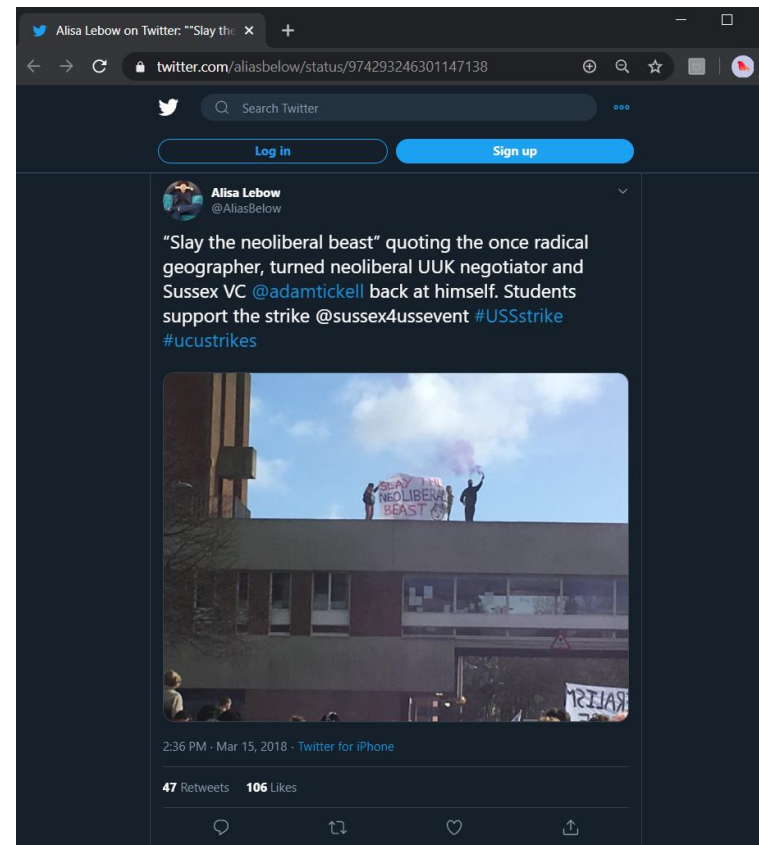 Alisa Lebow on Twitter: ""Slay the
twitter.com/aliasbelow/status/974293246301147138
Search Twitter
Log in
Sign up
Alisa Lebow
@AliasBelow
“Slay the neoliberal beast” quoting the once radical
geographer, turned neoliberal UUK negotiator and
Sussex VC @adamtickell back at himself. Students
support the strike @sussex4ussevent #USSstrike
#ucustrikes
SLAY THE
NEOLIBERAL
BEAST
2:36 PM · Mar 15, 2018 · Twitter for iPhone
47 Retweets 106 Likes